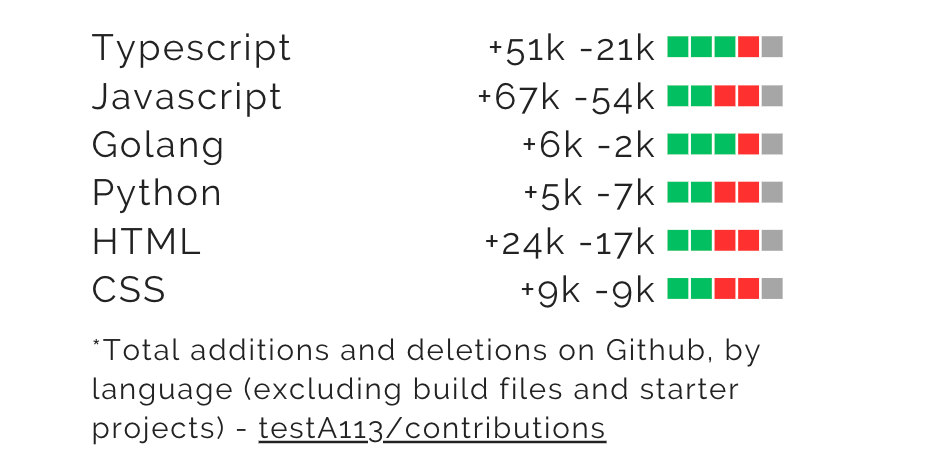 Typescript +51k -21k
Javascript +67k -54k
Golang +6k -2k
Python +5k -7k
HTML +24k -17k
CSS +9k -9k
*Total additions and deletions on Github, by
language (excluding build files and starter
projects) - testA113/contributions